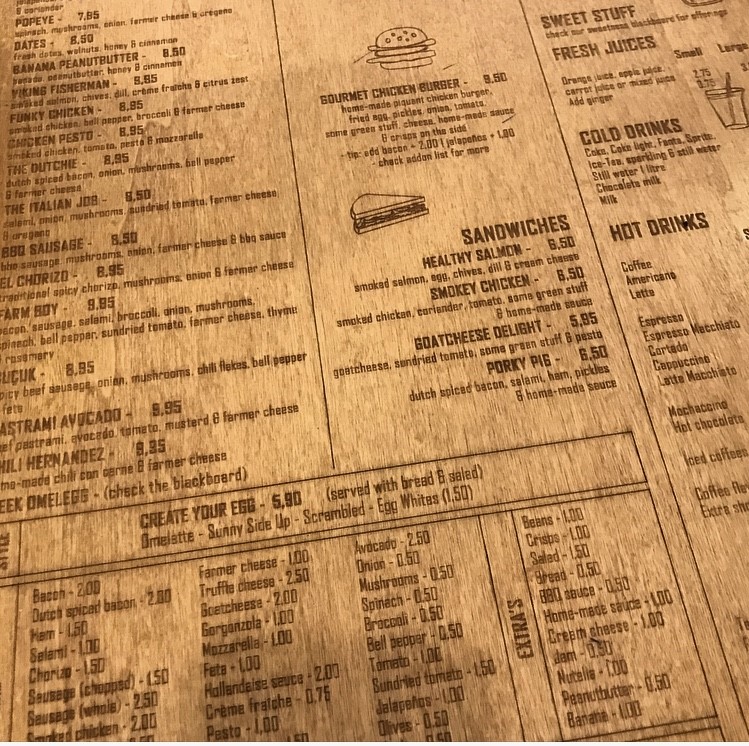 & coriander
POPEYE - 7,95
spinach, mushrooms, onion, farmer cheese & oregano
DATES - 8,50
fresh dates, walnuts, honey & cinnamon
BANANA PEANUTBUTTER - 8,50
banana, peanutbutter, honey & cinnamon
VIKING FISHERMAN - 8,95
smoked salmon, chives, dill, crème fraîche & citrus zest
FUNKY CHICKEN - 8,95
smoked chicken, bell pepper, broccoli & farmer cheese
CHICKEN PESTO - 8,95
smoked chicken, tomato, pesto & mozzarella
THE DUTCHIE - 8,95
dutch spiced bacon, onion, mushrooms, bell pepper
& farmer cheese
THE ITALIAN JOB - 8,50
salami, onion, mushrooms, sundried tomato, farmer cheese,
BBQ SAUSAGE - 8,50
bbq sausage, mushrooms, onion, farmer cheese & bbq sauce
EL CHORIZO - 8,95
traditional spicy chorizo, mushrooms, onion & farmer cheese
FARM BOY - 9,95
bacon, sausage, salami, broccoli, onion, mushrooms,
spinach, bell pepper, sundried tomato, farmer cheese, thyme
& rosemary
SUCUK - 8,95
spicy beef sausage, onion, mushrooms, chili flakes, bell pepper
& feta
PASTRAMI AVOCADO - 9,95
beef pastrami, avocado, tomato, musterd & farmer cheese
CHILI HERNANDEZ - 9,35
home-made chili con carne & farmer cheese
EEK OMELEGG - (check the blackboard)
GOURMET CHICKEN BURGER - 9,50
home-made piquant chicken burger,
fried egg, pickles, onion, tomato,
some green stuff, cheese, home-made sauce
& crisps on the side
- tip: add bacon + 2,00 | jalapeños + 1,00
- check addon list for more
SANDWICHES
HEALTHY SALMON - 6,50
smoked salmon, egg, chives, dill & cream cheese
SMOKEY CHICKEN - 6,50
smoked chicken, coriander, tomato, some green stuff
& home-made sauce
GOATCHEESE DELIGHT - 5,95
goatcheese, sundried tomato, some green stuff & pesto
PORKY PIG - 6,50
dutch spiced bacon, salami, ham, pickles
& home-made sauce
SWEET STUFF
check our sweetness blackboard for offerings
FRESH JUICES Small Large
Orange juice, apple juice, 2,75
carrot juice or mixed juice
Add ginger
COLD DRINKS
Coke, Coke light, Fanta, Sprite,
Ice-Tea, sparkling & still water
Still water 1 litre
Chocolate milk
Milk
HOT DRINKS
Coffee
Americano
Latte
Espresso
Espresso Macchiato
Cortado
Cappuccino
Latte Macchiato
Mochaccino
Hot chocolate
Iced coffee
Coffee
Extra
CREATE YOUR EGG - 5,90 (served with bread & salad)
Omelette - Sunny Side Up - Scrambled - Egg Whites (1,50)
STYLE
Bacon - 2,00
Dutch spiced bacon - 2,00
Ham - 1,50
Salami - 1,00
Chorizo - 1,50
Sausage (chopped) - 1,50
Sausage (whole) - 2,50
Smoked chicken - 2,00
Farmer cheese - 1,00
Truffle cheese - 2,50
Goatcheese - 2,00
Gorgonzola - 1,00
Mozzarella - 1,00
Feta - 1,00
Hollandaise sauce - 2,00
Crème fraîche - 0,75
Pesto - 1,00
Avocado - 2,50
Onion - 0,50
Mushrooms - 0,50
Spinach - 0,50
Broccoli - 0,50
Bell pepper - 0,50
Tomato - 1,00
Sundried tomato - 1,50
Jalapeños - 1,00
Olives - 0,50
EXTRA'S
Beans - 1,00
Crisps - 1,00
Salad - 1,50
Bread - 0,50
BBQ sauce - 0,50
Home-made sauce - 1,00
Cream cheese - 1,00
Jam - 0,50
Nutella - 1,00
Peanutbutter - 0,50
Banana - 1,00